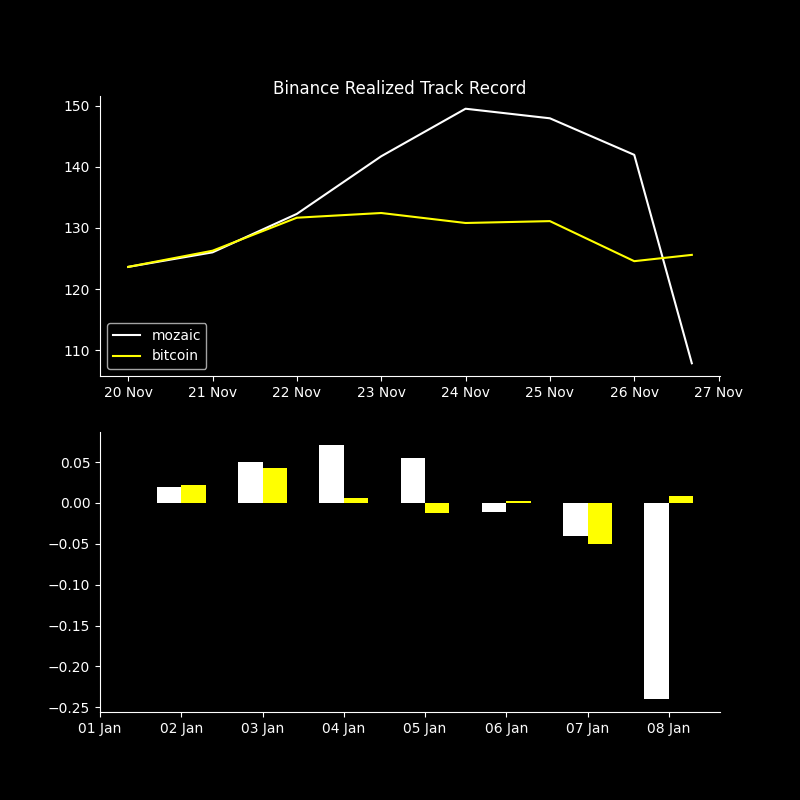 Binance Realized Track Record
150
140
130
120
110
mozaic
bitcoin
20 Nov 21 Nov 22 Nov 23 Nov 24 Nov 25 Nov 26 Nov 27 Nov
0.05
0.00
−0.05
−0.10
−0.15
−0.20
−0.25
01 Jan 02 Jan 03 Jan 04 Jan 05 Jan 06 Jan 07 Jan 08 Jan